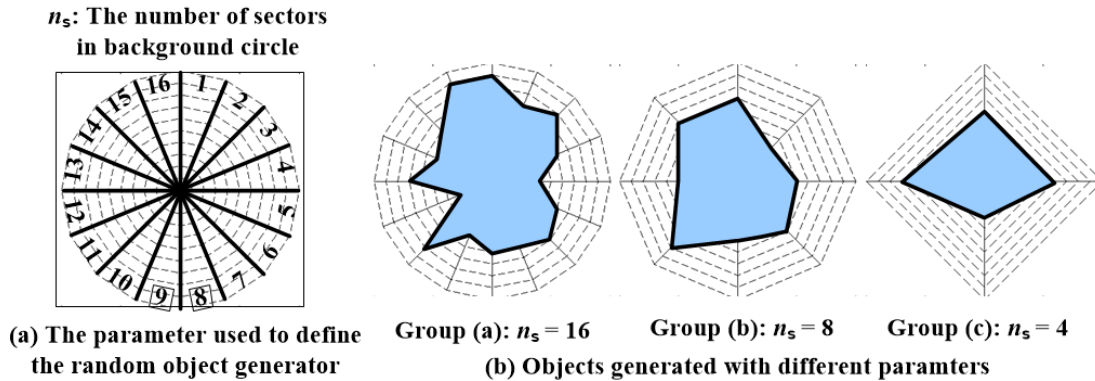 nₛ: The number of sectors
in background circle
16 1
15 2
14 3
13 4
12 5
11 6
10 7
9 8
(a) The parameter used to define
the random object generator
Group (a): nₛ = 16
Group (b): nₛ = 8
Group (c): nₛ = 4
(b) Objects generated with different paramters